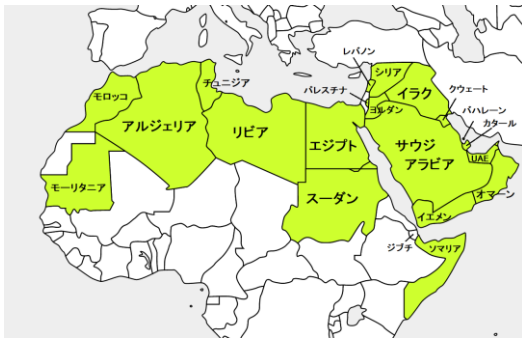 レバノン
シリア
チュニジア
モロッコ
パレスチナ
イラク
クウェート
ヨルダン
バハレーン
アルジェリア
リビア
カタール
エジプト
サウジ
アラビア
UAE
モーリタニア
スーダン
オマーン
イエメン
ジブチ
ソマリア